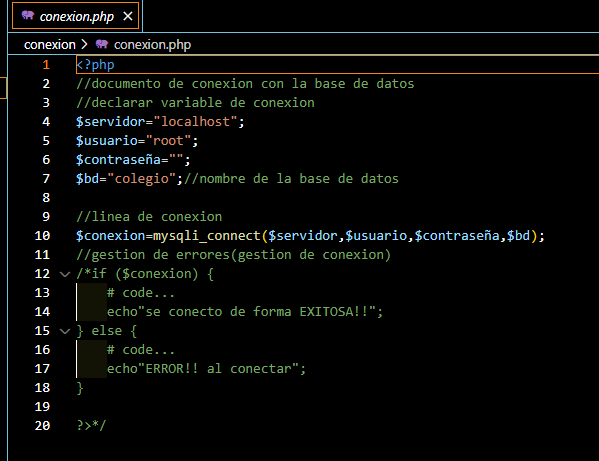 conexion.php
conexion > conexion.php
1 <?php
2 //documento de conexion con la base de datos
3 //declarar variable de conexion
4 $servidor="localhost";
5 $usuario="root";
6 $contraseña="";
7 $bd="colegio";//nombre de la base de datos
8
9 //linea de conexion
10 $conexion=mysqli_connect($servidor,$usuario,$contraseña,$bd);
11 //gestion de errores(gestion de conexion)
12 /*if ($conexion) {
13     # code...
14     echo"se conecto de forma EXITOSA!!";
15 } else {
16     # code...
17     echo"ERROR!! al conectar";
18 }
19
20 ?>*/